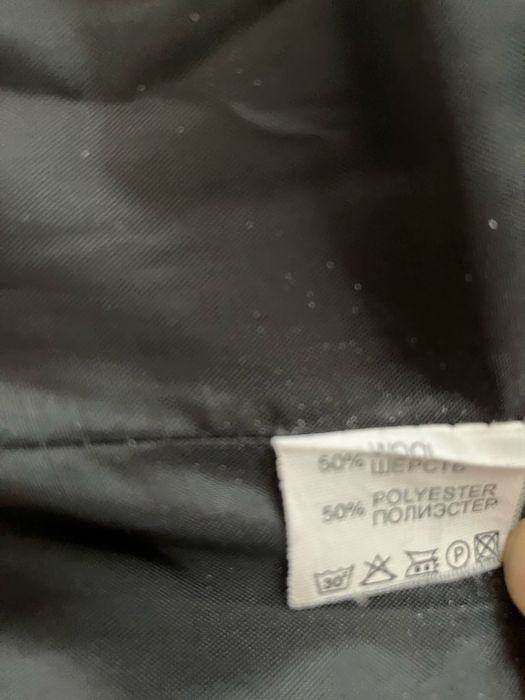 50% WOOL
ШЕРСТЬ
50% POLYESTER
ПОЛИЭСТЕР
30° P